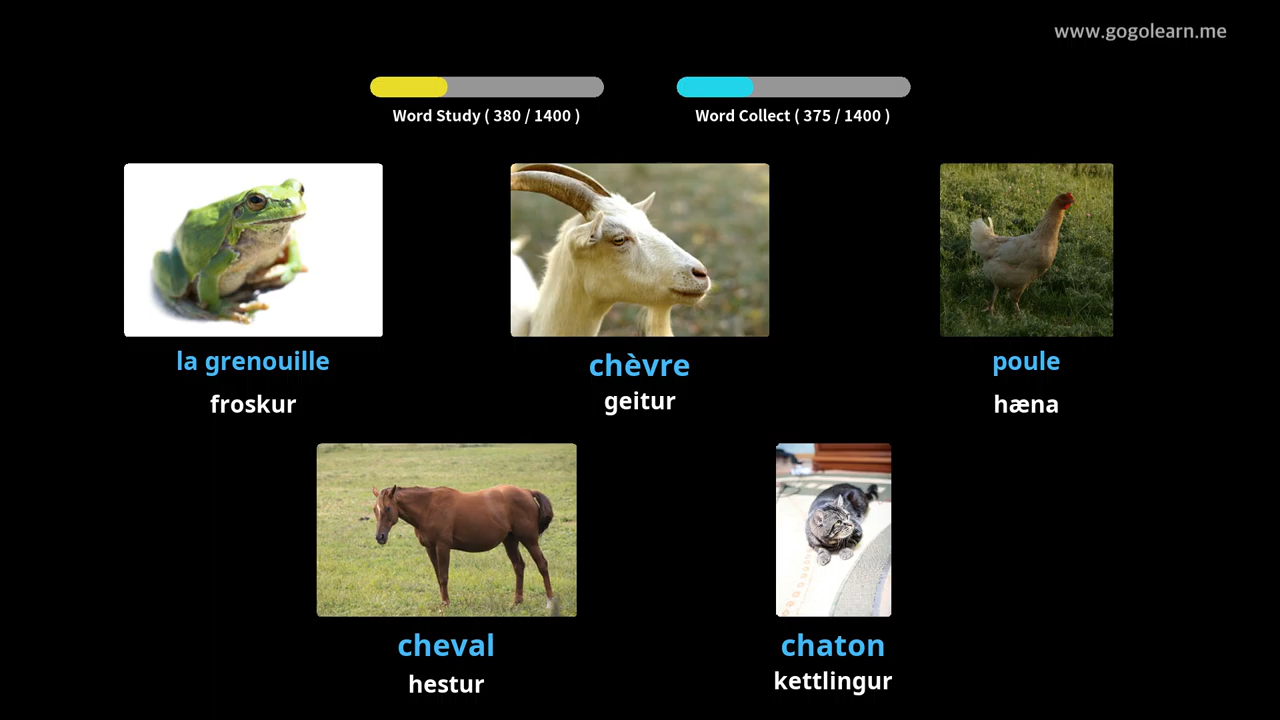 www.gogolearn.me
Word Study ( 380 / 1400 )
Word Collect ( 375 / 1400 )
la grenouille
froskur
chèvre
geitur
poule
hæna
cheval
hestur
chaton
kettlingur